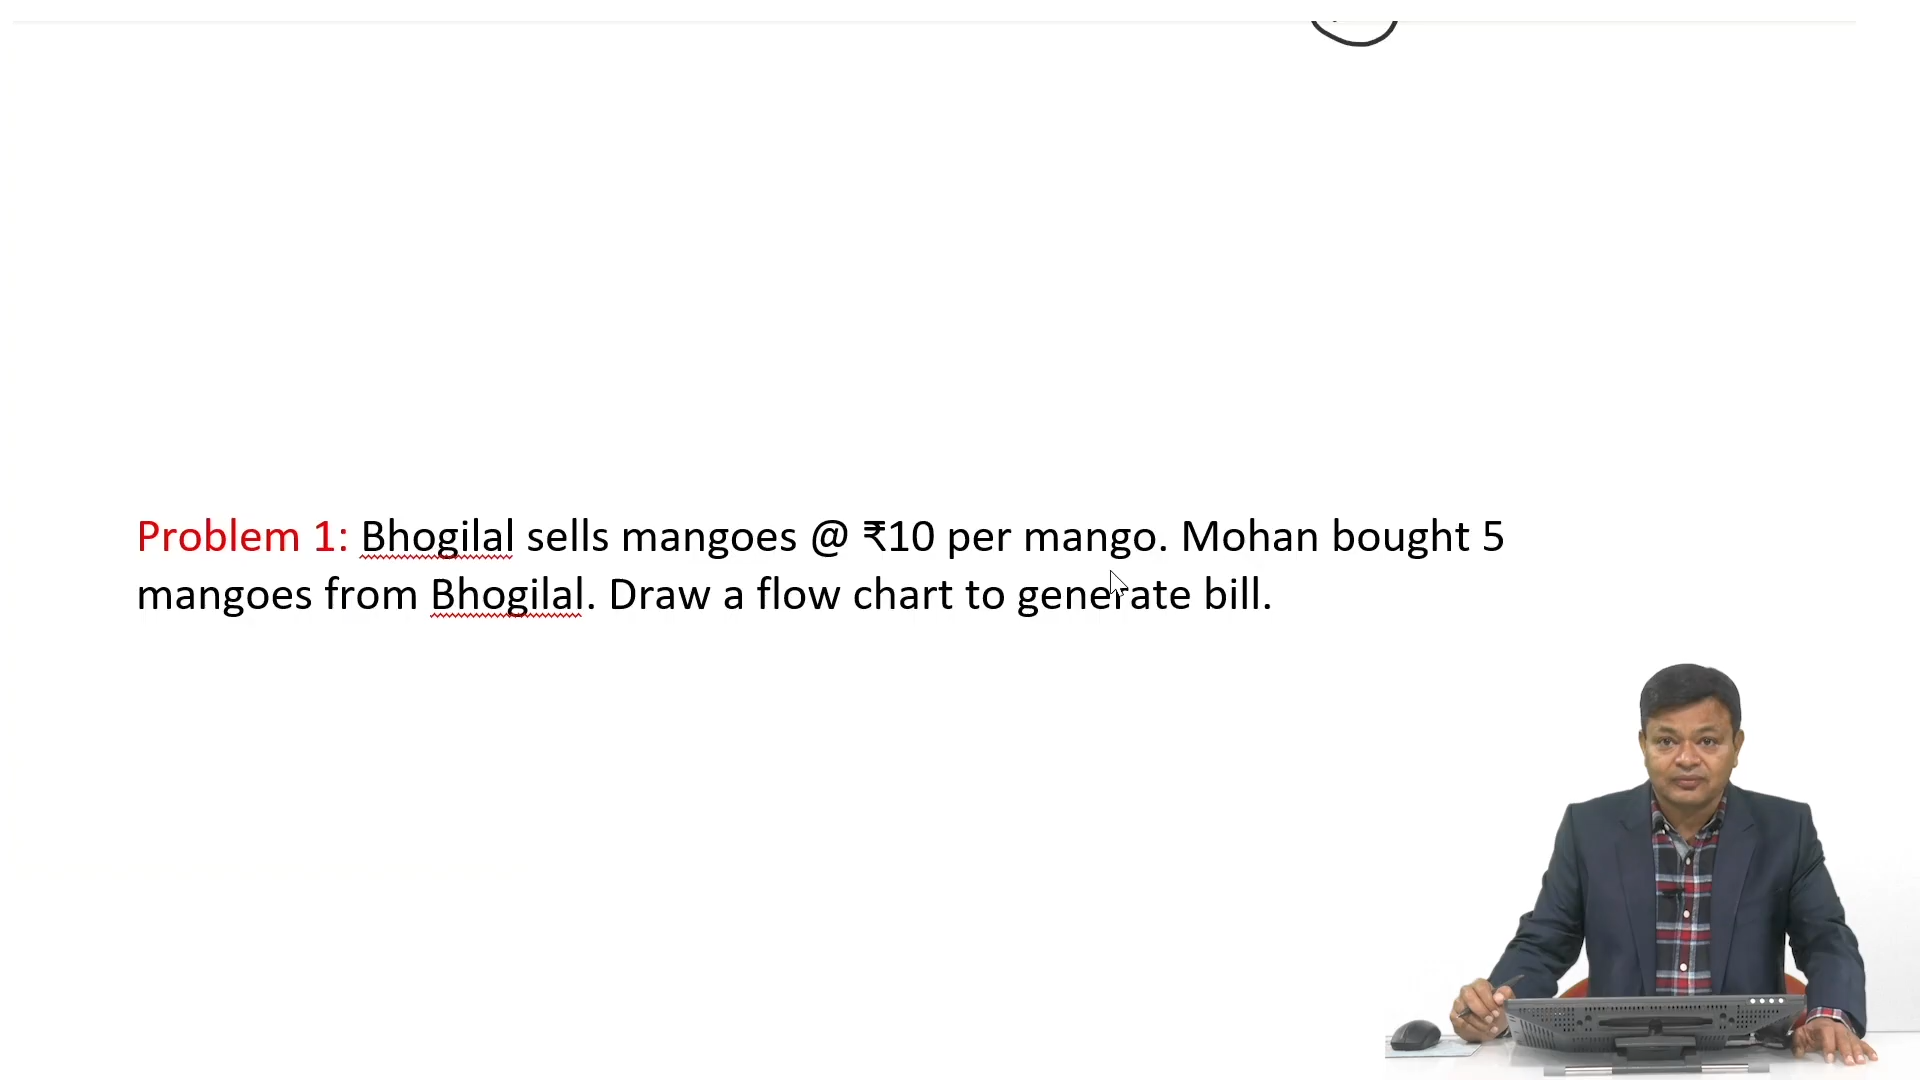 Problem 1: Bhogilal sells mangoes @ ₹10 per mango. Mohan bought 5
mangoes from Bhogilal. Draw a flow chart to generate bill.